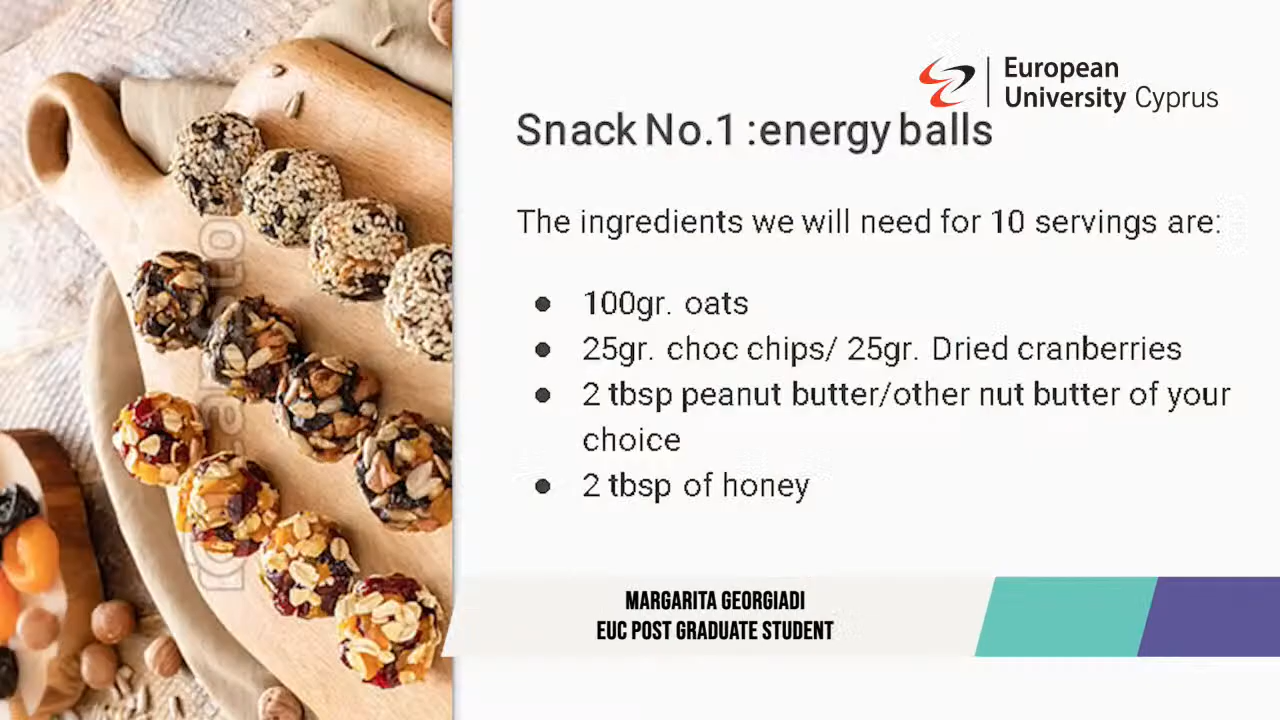 European
University Cyprus
Snack No.1 :energy balls
The ingredients we will need for 10 servings are:
● 100gr. oats
● 25gr. choc chips/ 25gr. Dried cranberries
● 2 tbsp peanut butter/other nut butter of your
choice
● 2 tbsp of honey
MARGARITA GEORGIADI
EUC POST GRADUATE STUDENT